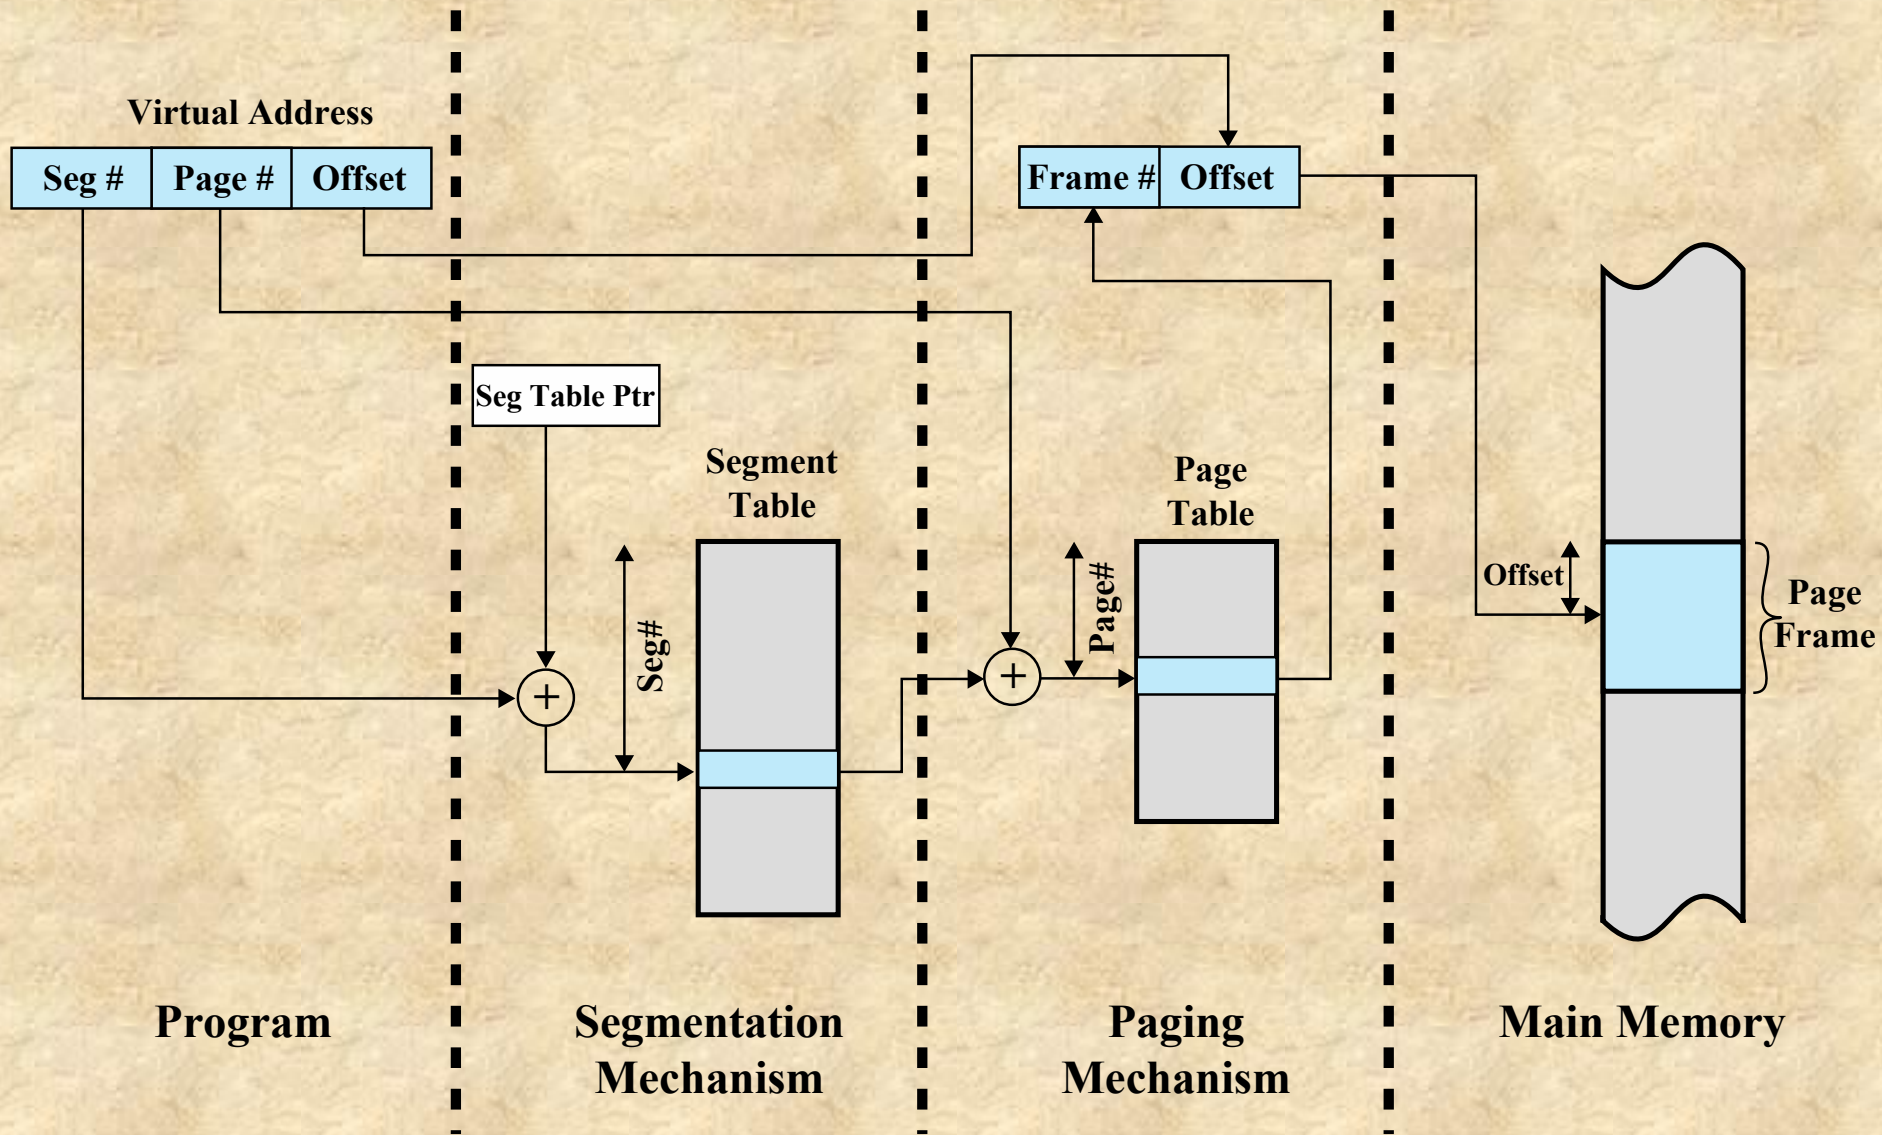 Virtual Address
Seg #
Page #
Offset
Frame #
Offset
Seg Table Ptr
Segment
Table
Seg#
+
Page
Table
Page#
+
Offset
Page
Frame
Program
Segmentation
Mechanism
Paging
Mechanism
Main Memory